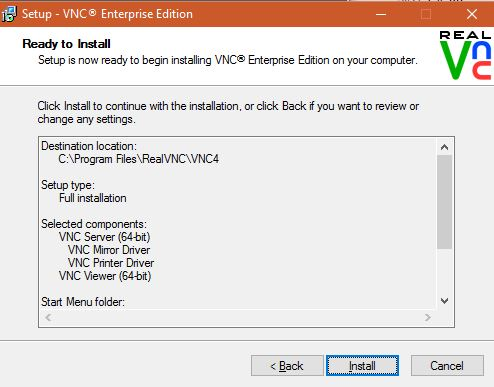 Setup - VNC® Enterprise Edition
Ready to Install
Setup is now ready to begin installing VNC® Enterprise Edition on your computer.
REAL
VNC
Click Install to continue with the installation, or click Back if you want to review or
change any settings.
Destination location:
C:\Program Files\RealVNC\VNC4
Setup type:
Full installation
Selected components:
VNC Server (64-bit)
VNC Mirror Driver
VNC Printer Driver
VNC Viewer (64-bit)
Start Menu folder:
< Back
Install
Cancel